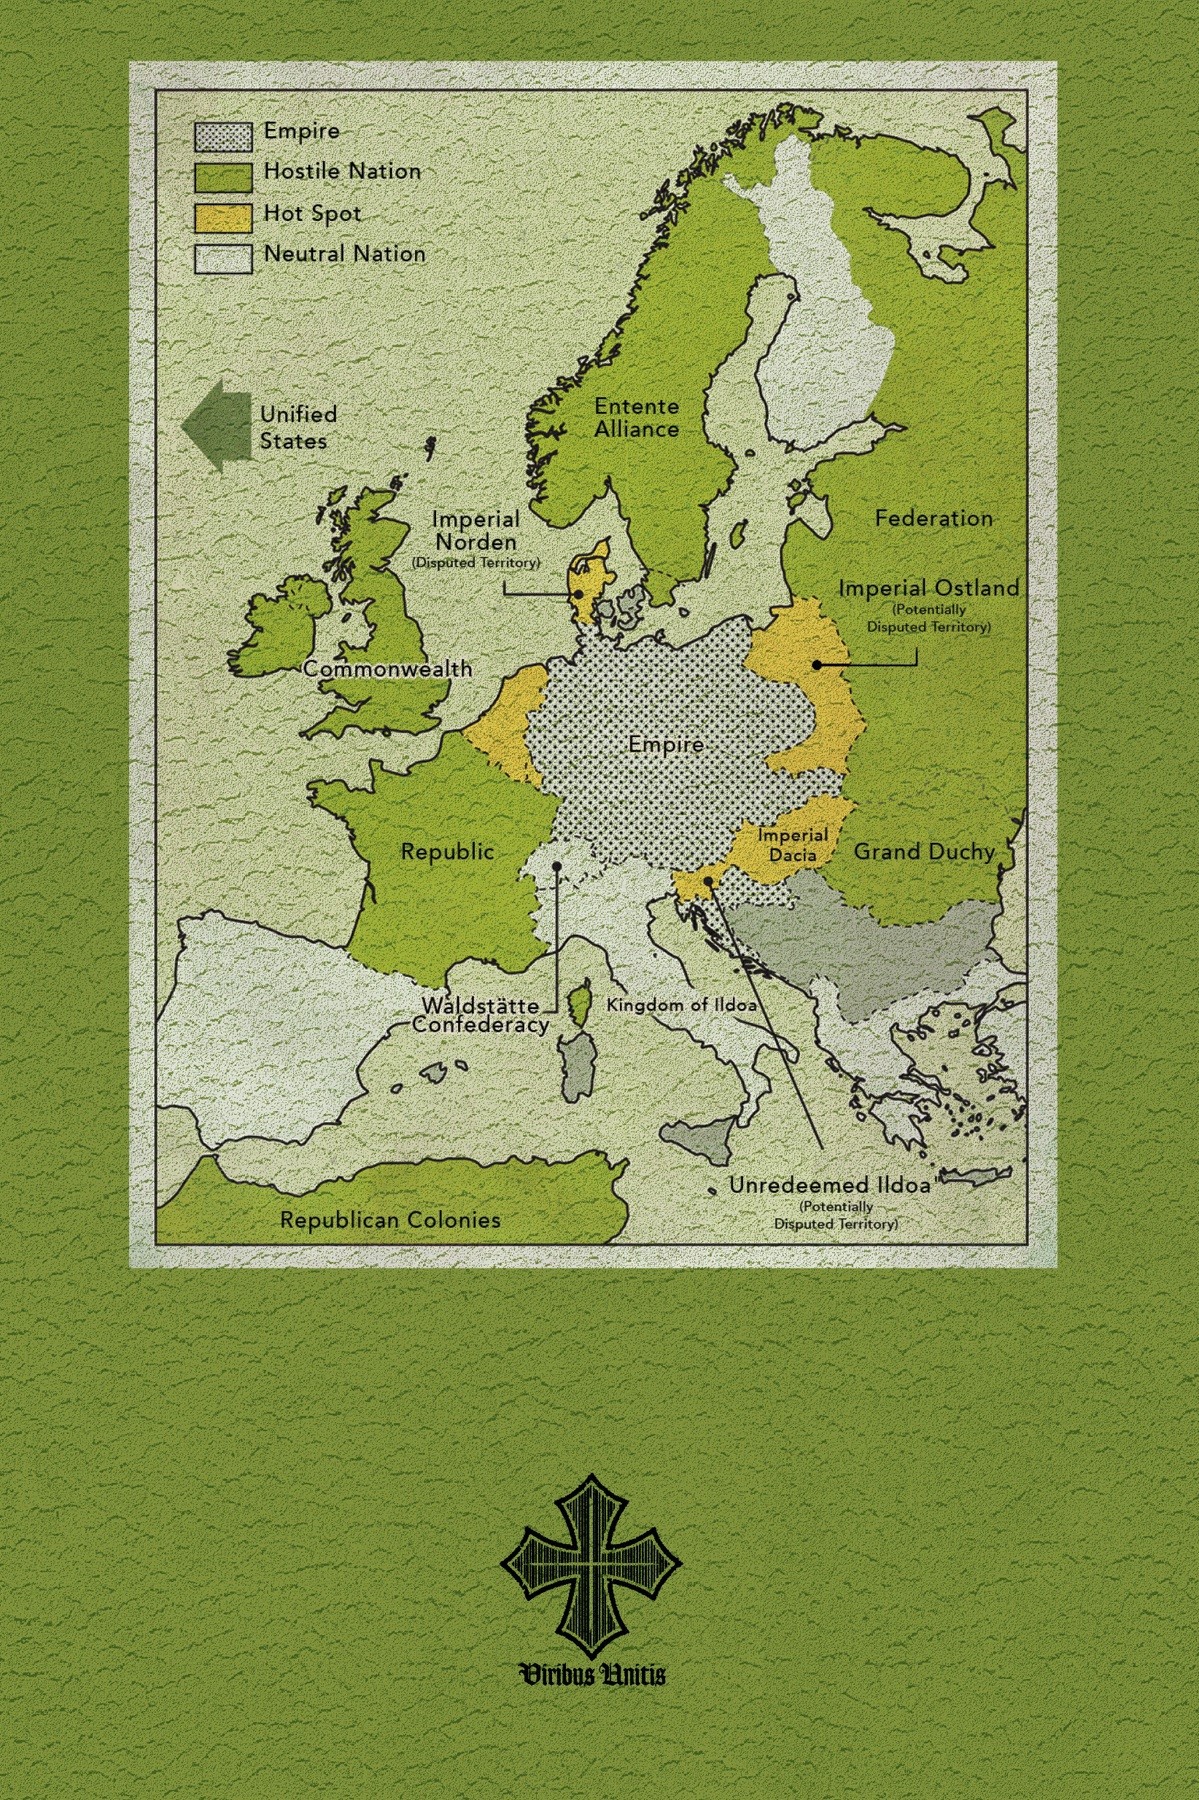 Empire
Hostile Nation
Hot Spot
Neutral Nation
Unified
States
Entente
Alliance
Imperial
Norden
(Disputed Territory)
Federation
Imperial Ostland
(Potentially
Disputed Territory)
Commonwealth
Empire
Republic
Imperial
Dacia
Grand Duchy
Waldstätte
Confederacy
Kingdom of Ildoa
Unredeemed Ildoa
(Potentially
Disputed Territory)
Republican Colonies
Viribus Unitis